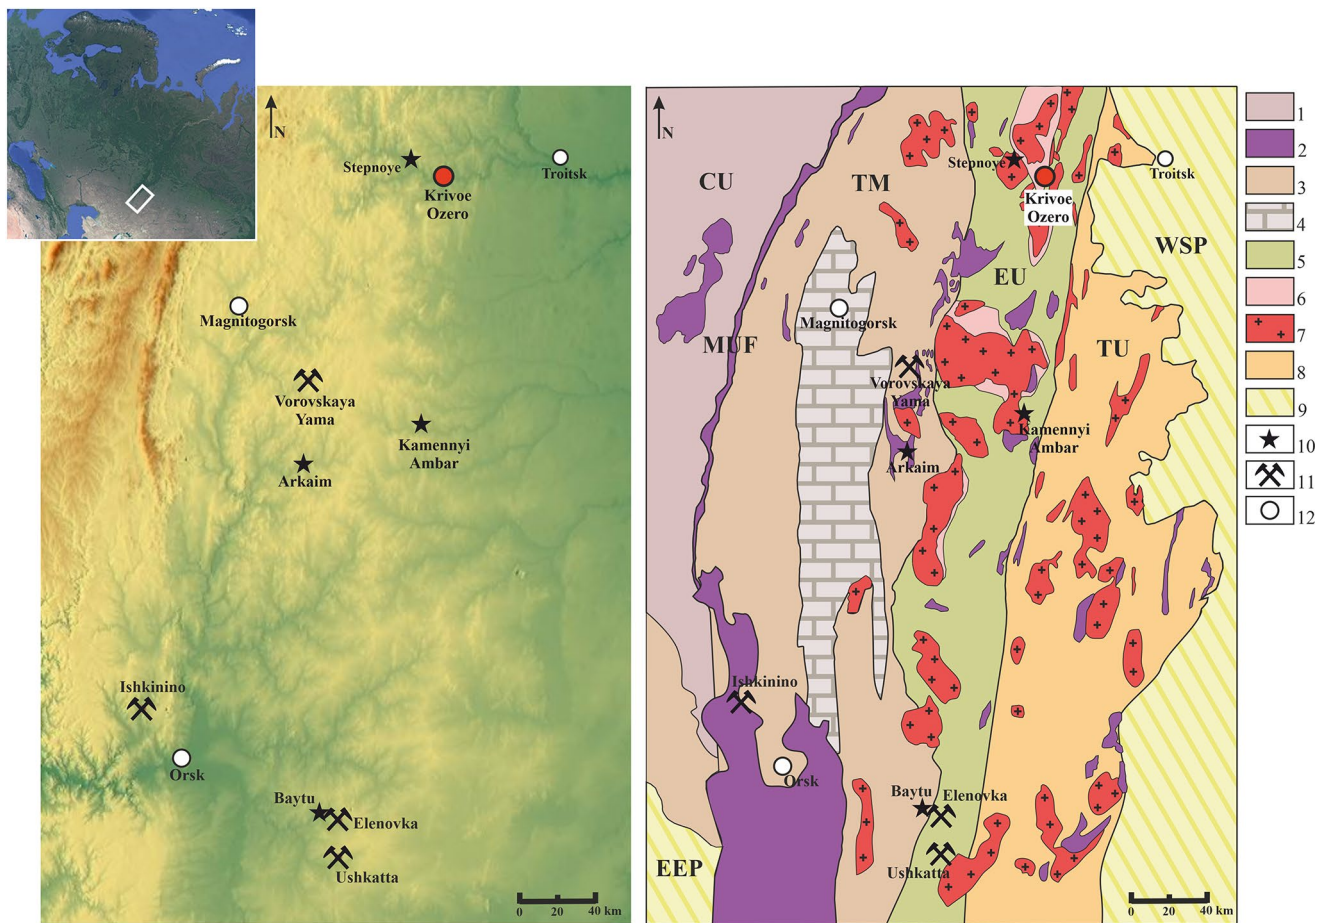 N
Stepnoye
Troitsk
Krivoe
Ozero
Magnitogorsk
Vorovskaya
Yama
Kamennyi
Ambar
Arkaim
Ishkinino
Orsk
Baytu
Elenovka
Ushkatta
0 20 40 km
N
CU
TM
Stepnoye
Troitsk
Krivoe
Ozero
WSP
EU
Magnitogorsk
MUF
TU
Vorovskaya
Yama
Kamennyi
Ambar
Arkaim
Ishkinino
Orsk
Baytu
Elenovka
Ushkatta
EEP
0 20 40 km
1
2
3
4
5
6
7
8
9
10
11
12